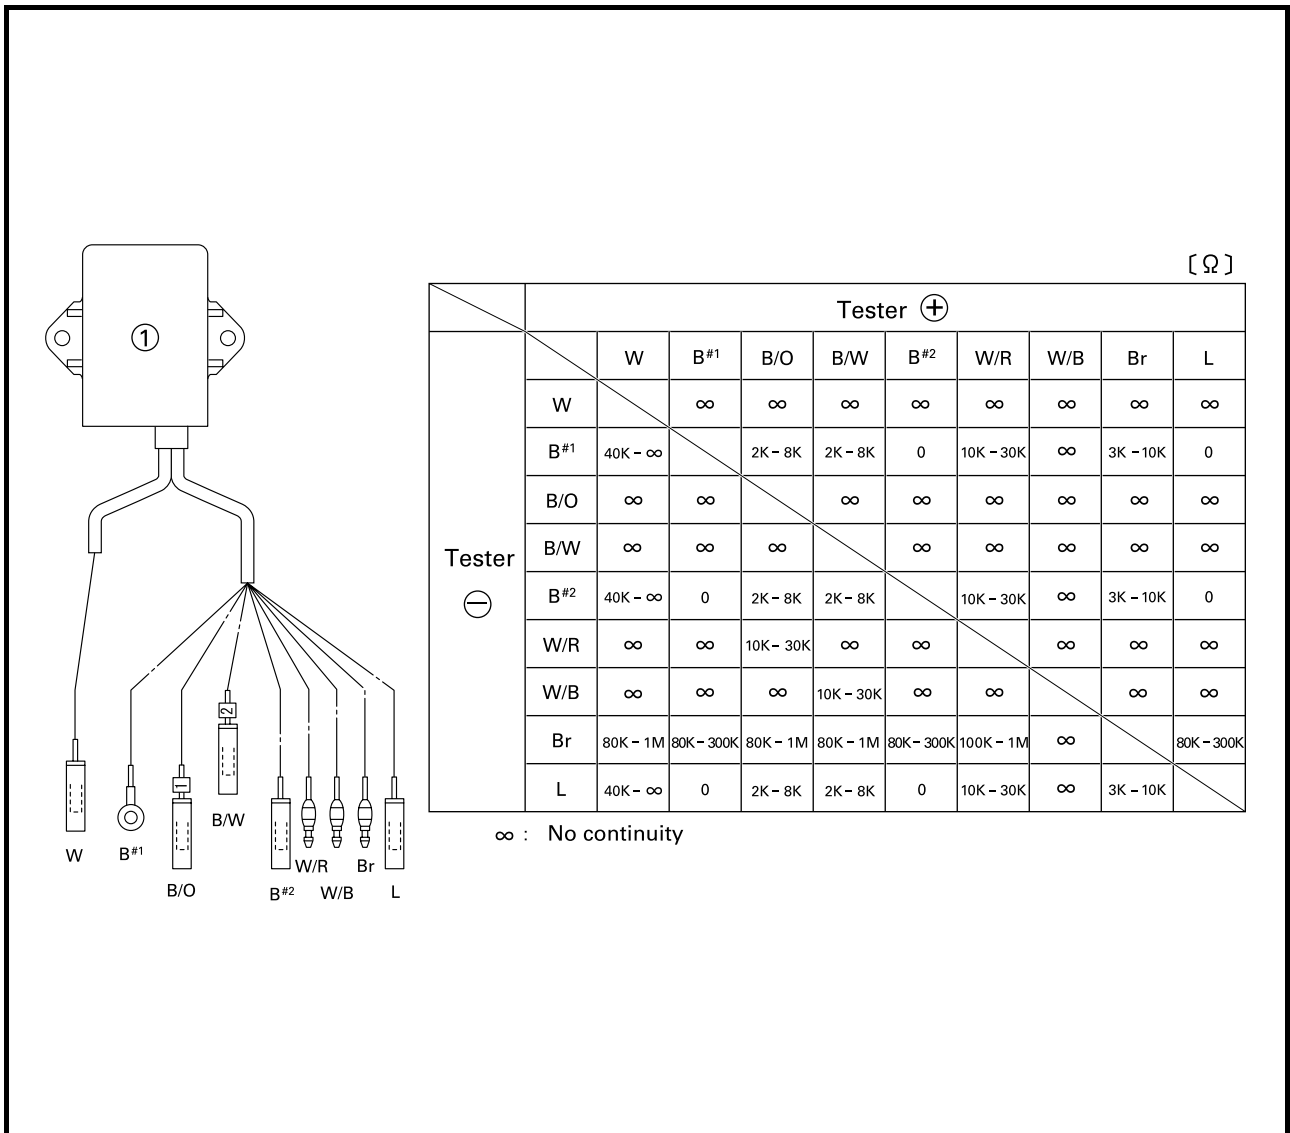 [Ω]
Tester ⊕
W B#1 B/O B/W B#2 W/R W/B Br L
W ∞ ∞ ∞ ∞ ∞ ∞ ∞ ∞
B#1 40K – ∞ 2K – 8K 2K – 8K 0 10K – 30K ∞ 3K – 10K 0
B/O ∞ ∞ ∞ ∞ ∞ ∞ ∞ ∞
Tester ⊖
B/W ∞ ∞ ∞ ∞ ∞ ∞ ∞ ∞
B#2 40K – ∞ 0 2K – 8K 2K – 8K 10K – 30K ∞ 3K – 10K 0
W/R ∞ ∞ 10K – 30K ∞ ∞ ∞ ∞ ∞
W/B ∞ ∞ ∞ 10K – 30K ∞ ∞ ∞ ∞
Br 80K – 1M 80K – 300K 80K – 1M 80K – 1M 80K – 300K 100K – 1M ∞ 80K – 300K
L 40K – ∞ 0 2K – 8K 2K – 8K 0 10K – 30K ∞ 3K – 10K
∞ : No continuity
①
2
1
W
B#1
B/O
B/W
B#2
W/R
W/B
Br
L